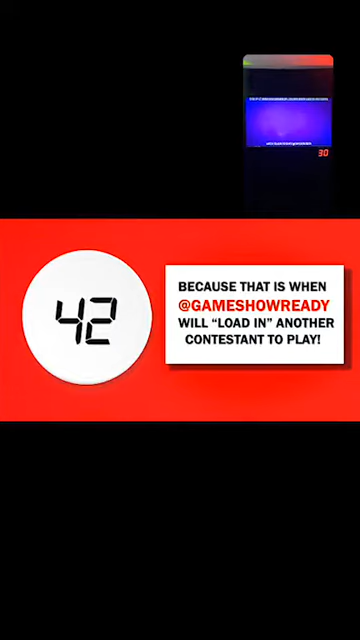 30
42
BECAUSE THAT IS WHEN
@GAMESHOWREADY
WILL “LOAD IN” ANOTHER
CONTESTANT TO PLAY!